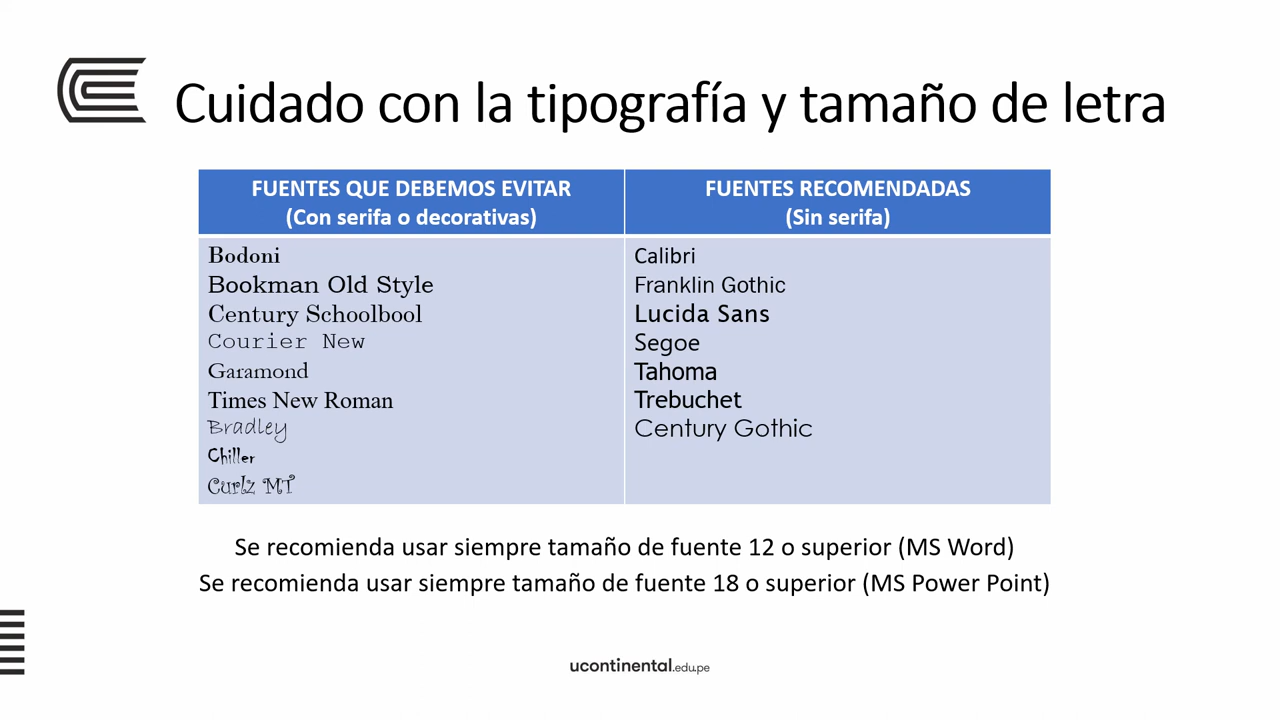 Cuidado con la tipografía y tamaño de letra
FUENTES QUE DEBEMOS EVITAR
(Con serifa o decorativas)
FUENTES RECOMENDADAS
(Sin serifa)
Bodoni
Bookman Old Style
Century Schoolbool
Courier New
Garamond
Times New Roman
Bradley
Chiller
Curlz MT
Calibri
Franklin Gothic
Lucida Sans
Segoe
Tahoma
Trebuchet
Century Gothic
Se recomienda usar siempre tamaño de fuente 12 o superior (MS Word)
Se recomienda usar siempre tamaño de fuente 18 o superior (MS Power Point)
ucontinental.edu.pe